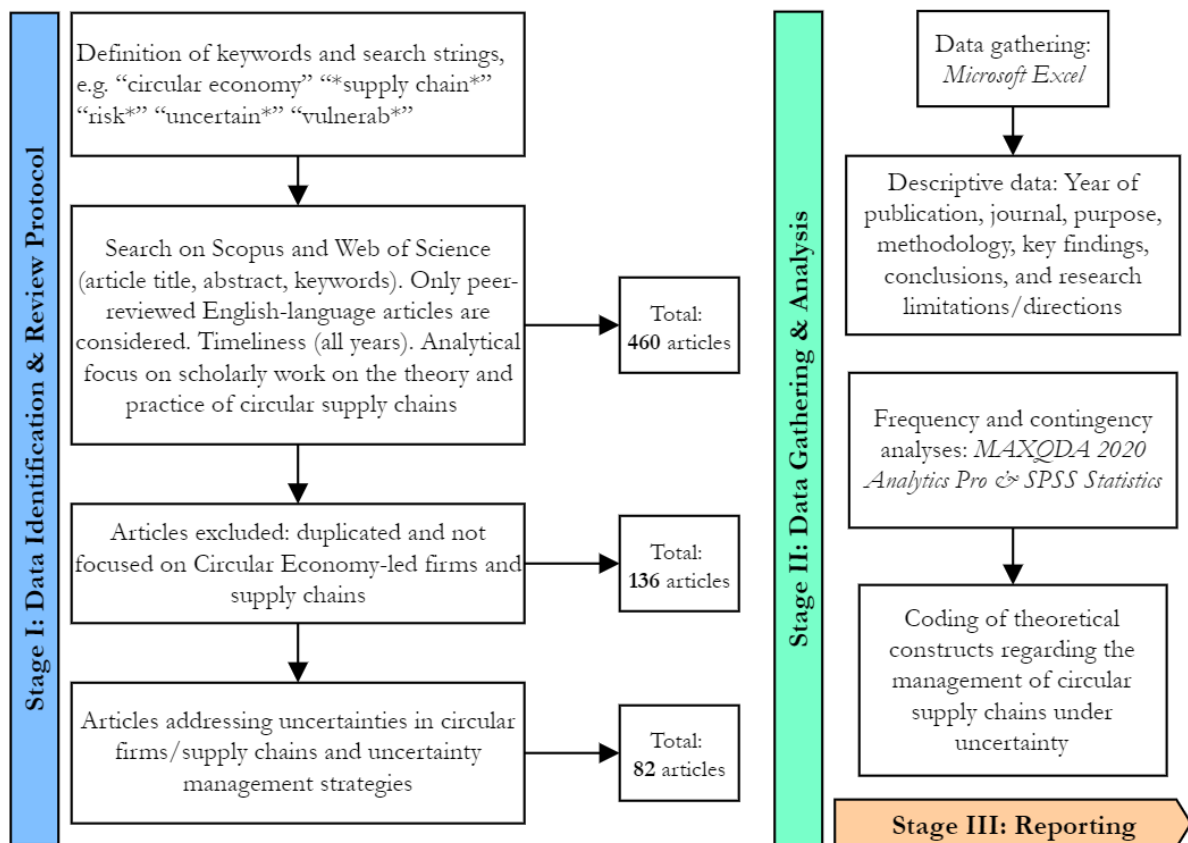 Stage I: Data Identification & Review Protocol
Definition of keywords and search strings,
e.g. “circular economy” “*supply chain*”
“risk*” “uncertain*” “vulnerab*”
Search on Scopus and Web of Science
(article title, abstract, keywords). Only peer-
reviewed English-language articles are
considered. Timeliness (all years). Analytical
focus on scholarly work on the theory and
practice of circular supply chains
Total:
460 articles
Articles excluded: duplicated and not
focused on Circular Economy-led firms and
supply chains
Total:
136 articles
Articles addressing uncertainties in circular
firms/supply chains and uncertainty
management strategies
Total:
82 articles
Stage II: Data Gathering & Analysis
Data gathering:
Microsoft Excel
Descriptive data: Year of
publication, journal, purpose,
methodology, key findings,
conclusions, and research
limitations/directions
Frequency and contingency
analyses: MAXQDA 2020
Analytics Pro & SPSS Statistics
Coding of theoretical
constructs regarding the
management of circular
supply chains under
uncertainty
Stage III: Reporting